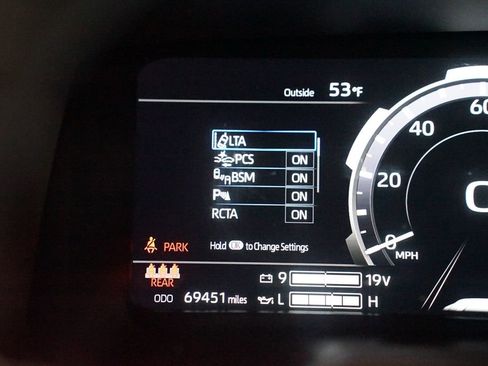 Outside 53°F
LTA
PCS ON
BSM ON
P ON
RCTA ON
Hold OK to Change Settings
PARK
REAR
ODO 69451 miles
9 19V
L H
60
40
20
0
MPH